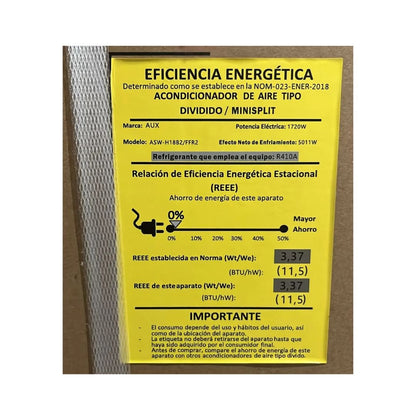 EFICIENCIA ENERGÉTICA
Determinado como se establece en la NOM-023-ENER-2018
ACONDICIONADOR DE AIRE TIPO
DIVIDIDO / MINISPLIT
Marca: AUX Potencia Eléctrica: 1720W
Modelo: ASW-H18B2/FFR2 Efecto Neto de Enfriamiento: 5011W
Refrigerante que emplea el equipo: R410A
Relación de Eficiencia Energética Estacional
(REEE)
Ahorro de energía de este aparato
0% Mayor
Ahorro
0% 10% 20% 30% 40% 50%
REEE establecida en Norma (Wt/We): 3,37
(BTU/hW): (11,5)
REEE de este aparato (Wt/We): 3,37
(BTU/hW): (11,5)
IMPORTANTE
- El consumo depende del uso y hábitos del usuario, así
como de la ubicación del aparato.
- La etiqueta no deberá retirarse del aparato hasta que
haya sido adquirido por el consumidor final.
- Antes de comprar, compare el ahorro de energía de este
aparato con otros acondicionadores de aire tipo divido.